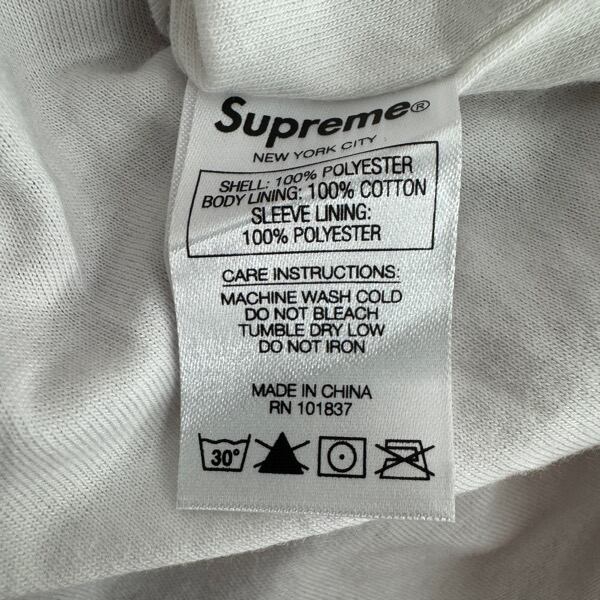 Supreme®
NEW YORK CITY
SHELL: 100% POLYESTER
BODY LINING: 100% COTTON
SLEEVE LINING:
100% POLYESTER
CARE INSTRUCTIONS:
MACHINE WASH COLD
DO NOT BLEACH
TUMBLE DRY LOW
DO NOT IRON
MADE IN CHINA
RN 101837
30°